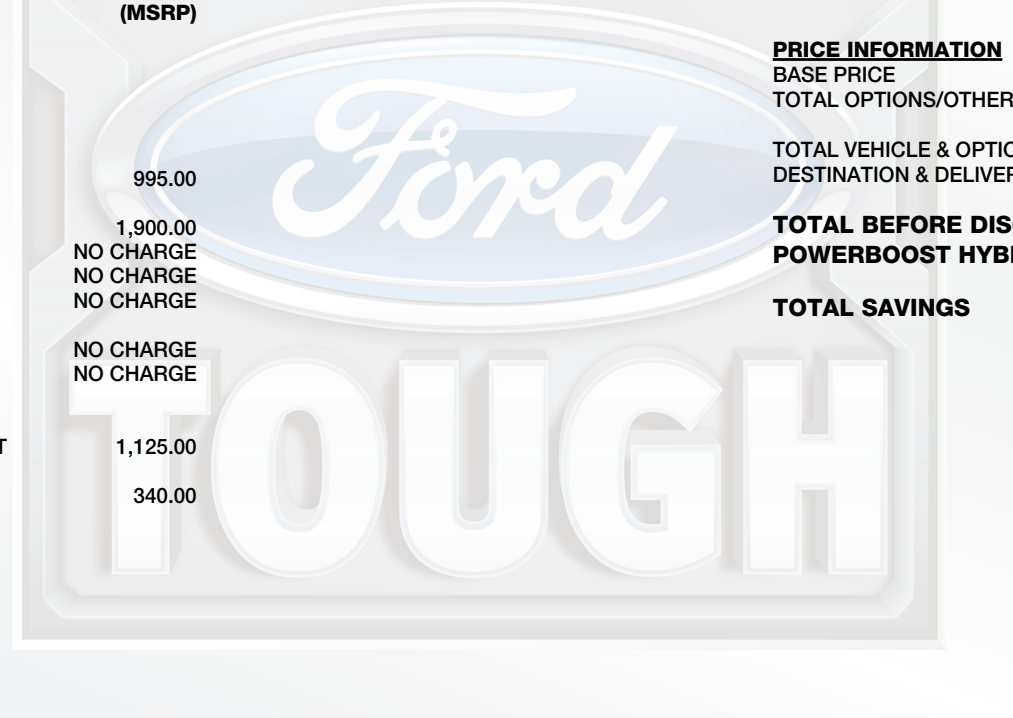 (MSRP)
995.00
1,900.00
NO CHARGE
NO CHARGE
NO CHARGE
NO CHARGE
NO CHARGE
T 1,125.00
340.00
Ford
TOUGH
PRICE INFORMATION
BASE PRICE
TOTAL OPTIONS/OTHER
TOTAL VEHICLE & OPTIO
DESTINATION & DELIVER
TOTAL BEFORE DIS
POWERBOOST HYB
TOTAL SAVINGS